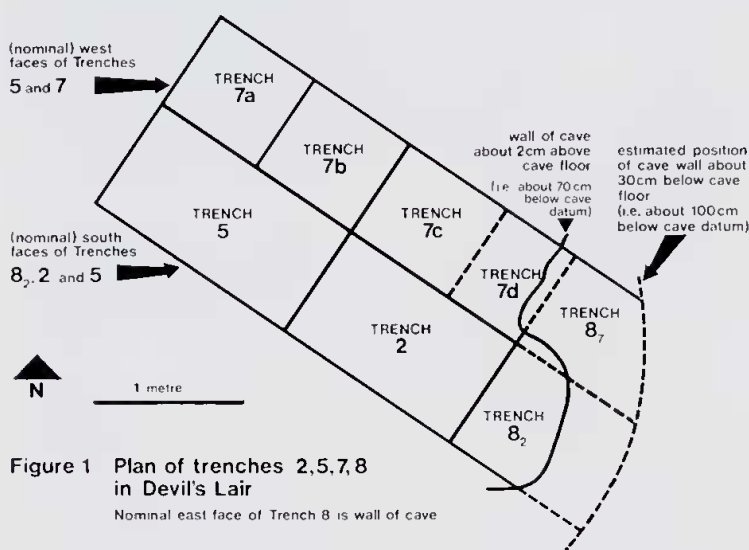 (nominal) west
faces of Trenches
5 and 7
TRENCH
7a
TRENCH
7b
TRENCH
7c
TRENCH
7d
TRENCH
8₇
wall of cave
about 2cm above
cave floor
(i.e. about 70cm
below cave
datum)
estimated position
of cave wall about
30cm below cave
floor
(i.e. about 100cm
below cave datum)
TRENCH
5
(nominal) south
faces of Trenches
8₂. 2 and 5
TRENCH
2
TRENCH
8₂
N
1 metre
Figure 1 Plan of trenches 2,5,7,8
in Devil's Lair
Nominal east face of Trench 8 is wall of cave